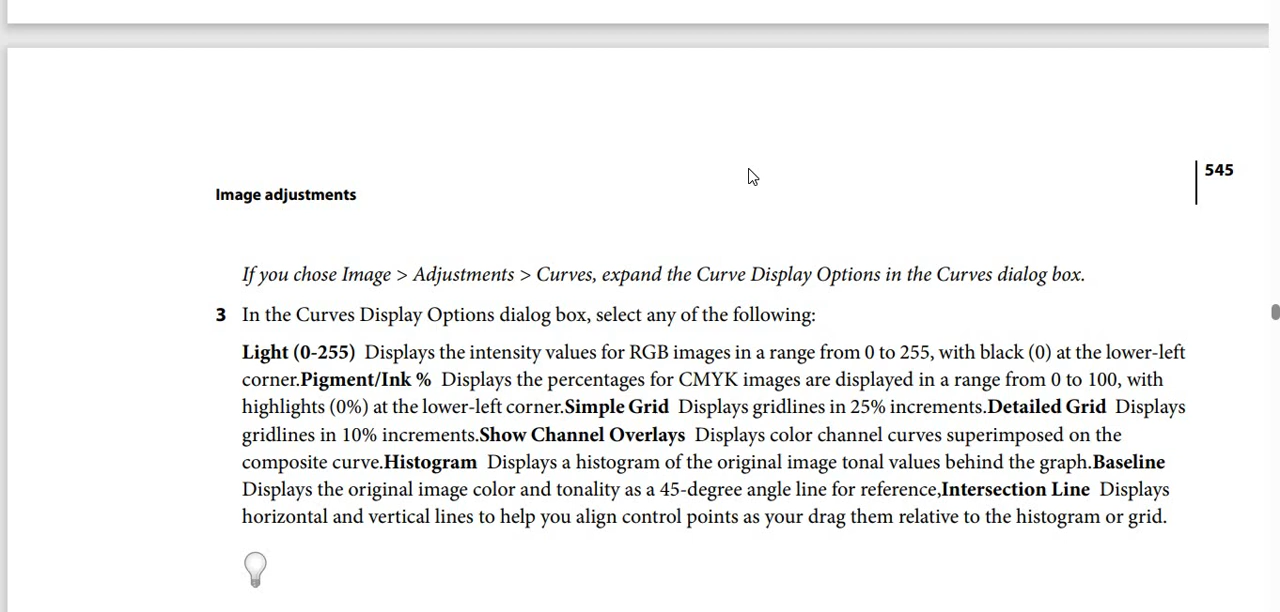 545
Image adjustments
If you chose Image > Adjustments > Curves, expand the Curve Display Options in the Curves dialog box.
3 In the Curves Display Options dialog box, select any of the following:
Light (0-255) Displays the intensity values for RGB images in a range from 0 to 255, with black (0) at the lower-left
corner.Pigment/Ink % Displays the percentages for CMYK images are displayed in a range from 0 to 100, with
highlights (0%) at the lower-left corner.Simple Grid Displays gridlines in 25% increments.Detailed Grid Displays
gridlines in 10% increments.Show Channel Overlays Displays color channel curves superimposed on the
composite curve.Histogram Displays a histogram of the original image tonal values behind the graph.Baseline
Displays the original image color and tonality as a 45-degree angle line for reference,Intersection Line Displays
horizontal and vertical lines to help you align control points as your drag them relative to the histogram or grid.